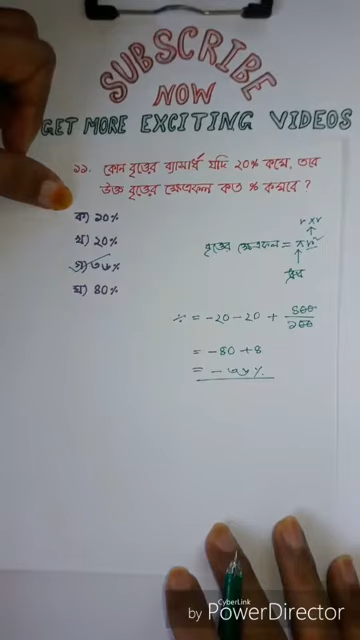 SUBSCRIBE
NOW
GET MORE EXCITING VIDEOS
১১. কোন বৃত্তের ব্যাসার্ধ যদি ২০% কমে, তবে
উক্ত বৃত্তের ক্ষেত্রফল কত % কমবে ?
ক) ১০%
খ) ২০%
গ) ৩৬%
ঘ) ৪০%
r x r
বৃত্তের ক্ষেত্রফল = πr²
ধ্রুব
∴ = -২০ - ২০ + ৪০০/১০০
= -৪০ + ৪
= -৩৬%
CyberLink
by PowerDirector